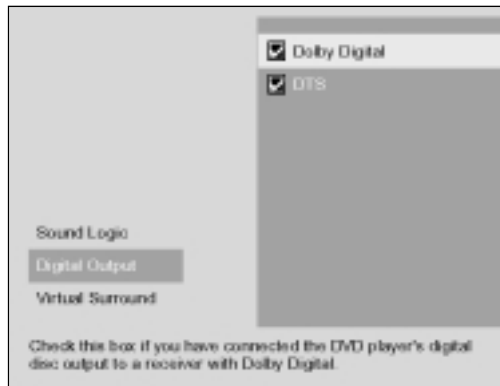 Dolby Digital
DTS
Sound Logic
Digital Output
Virtual Surround
Check this box if you have connected the DVD player's digital
disc output to a receiver with Dolby Digital.